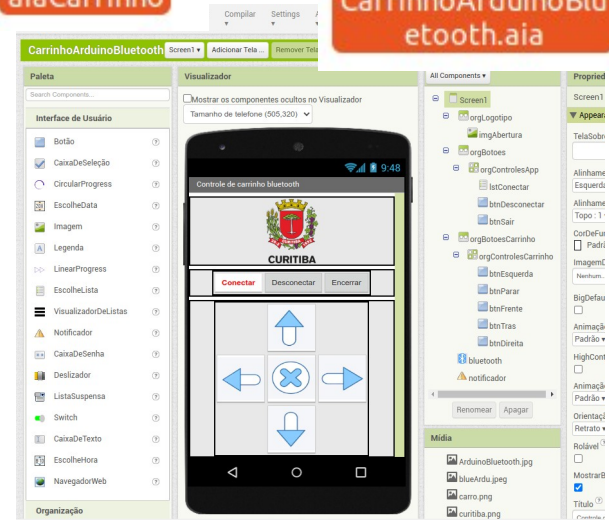 aiaCarrinho
CarrinhoArduinoBlu
etooth.aia
Compilar
Settings
CarrinhoArduinoBluetooth
Screen1
Adicionar Tela ...
Remover Tela
Paleta
Search Components...
Interface de Usuário
Botão
CaixaDeSeleção
CircularProgress
EscolheData
Imagem
Legenda
LinearProgress
EscolheLista
VisualizadorDeListas
Notificador
CaixaDeSenha
Deslizador
ListaSuspensa
Switch
CaixaDeTexto
EscolheHora
NavegadorWeb
Organização
Visualizador
Mostrar os componentes ocultos no Visualizador
Tamanho de telefone (505,320)
9:48
Controle de carrinho bluetooth
CURITIBA
Conectar
Desconectar
Encerrar
All Components
Screen1
orgLogotipo
imgAbertura
orgBotoes
orgControlesApp
lstConectar
btnDesconectar
btnSair
orgBotoesCarrinho
orgControlesCarrinho
btnEsquerda
btnParar
btnFrente
btnTras
btnDireita
bluetooth
notificador
Renomear
Apagar
Mídia
ArduinoBluetooth.jpg
blueArdu.jpeg
carro.png
curitiba.png
Propried
Screen1
Appeara
TelaSobre
Alinhame
Esquerda
Alinhame
Topo : 1
CorDeFun
Padrã
ImagemD
Nenhum...
BigDefau
Animação
Padrão
HighCont
Animação
Padrão
Orientaçã
Retrato
Rolável
MostrarB
Título
Controle d